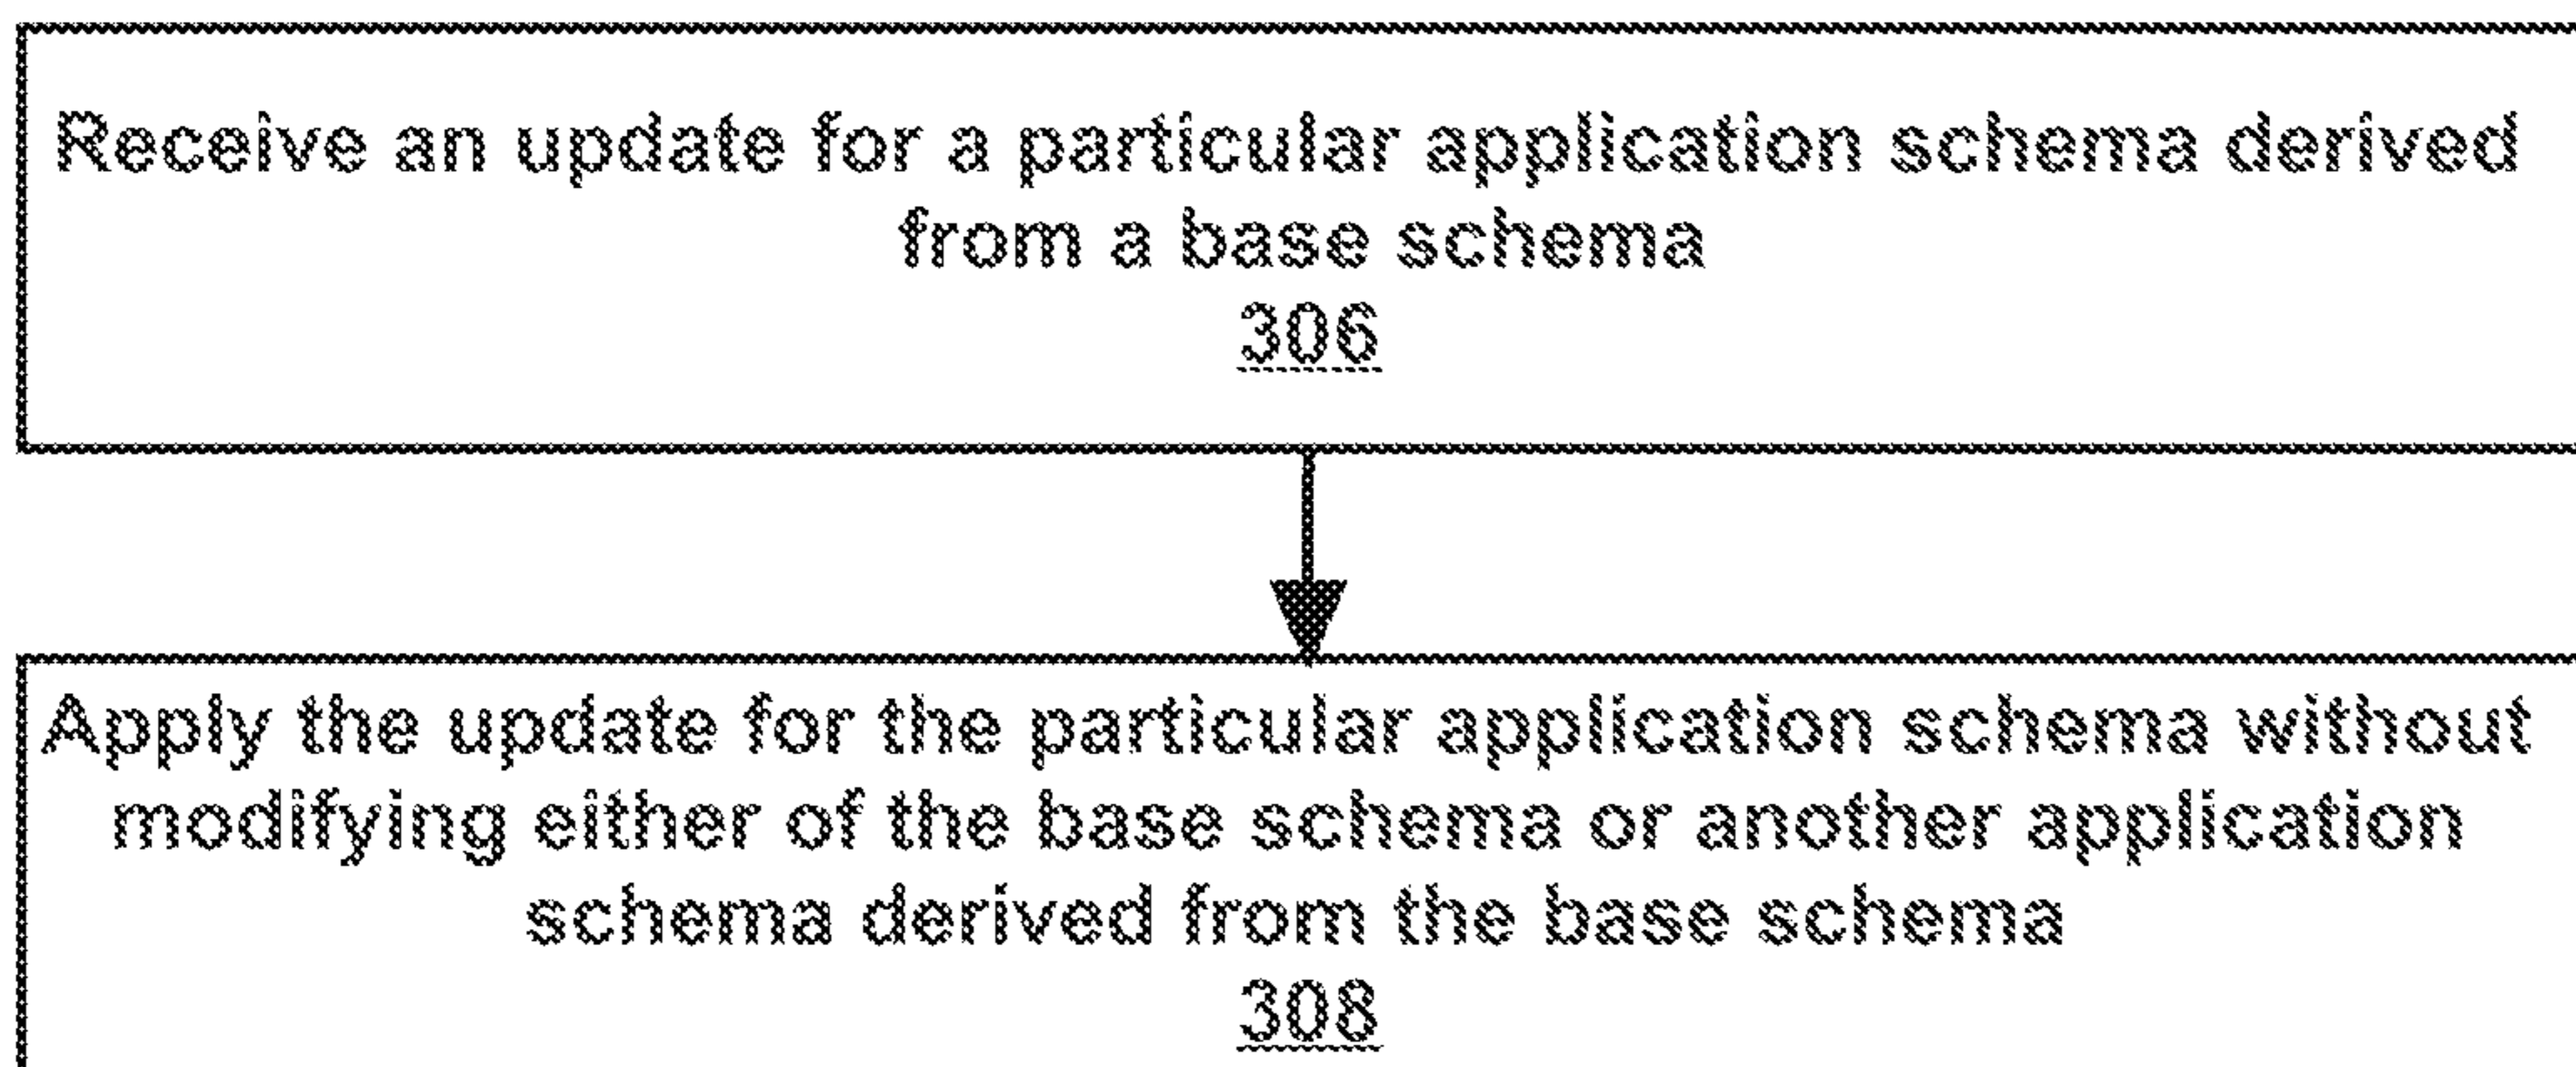 Receive an update for a particular application schema derived
from a base schema
306
Apply the update for the particular application schema without
modifying either of the base schema or another application
schema derived from the base schema
308